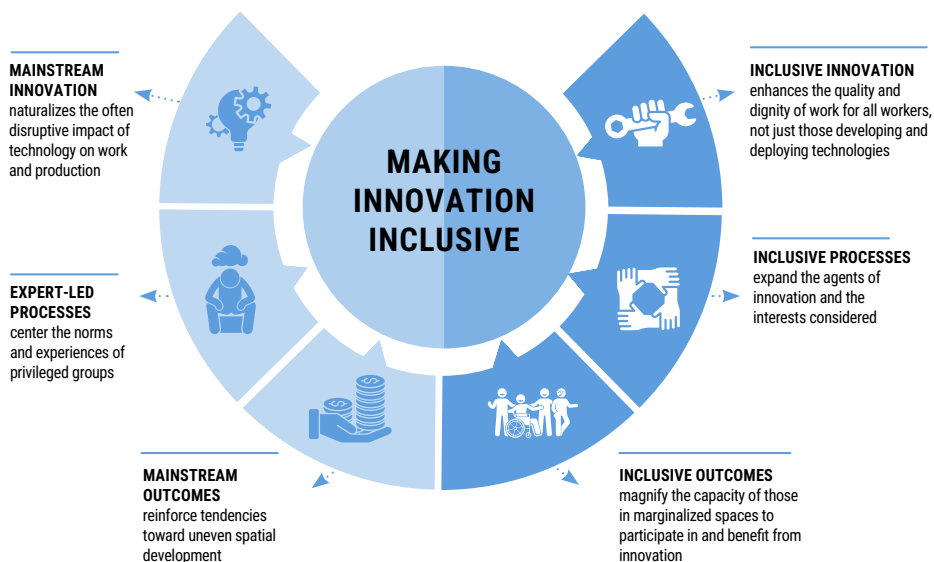 MAKING
INNOVATION
INCLUSIVE
MAINSTREAM
INNOVATION
naturalizes the often
disruptive impact of
technology on work
and production
EXPERT-LED
PROCESSES
center the norms
and experiences of
privileged groups
MAINSTREAM
OUTCOMES
reinforce tendencies
toward uneven spatial
development
INCLUSIVE INNOVATION
enhances the quality and
dignity of work for all workers,
not just those developing and
deploying technologies
INCLUSIVE PROCESSES
expand the agents of
innovation and the
interests considered
INCLUSIVE OUTCOMES
magnify the capacity of those
in marginalized spaces to
participate in and benefit from
innovation